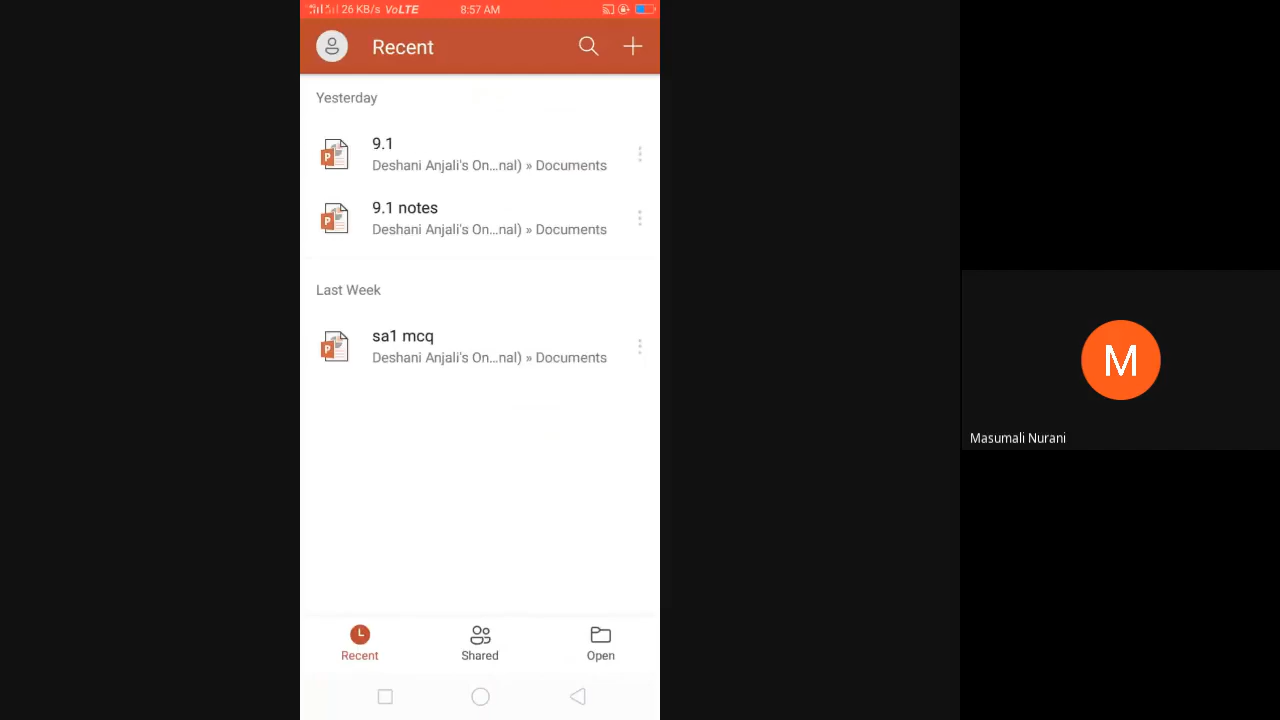 26 KB/s VoLTE 8:57 AM
Recent
Yesterday
9.1
Deshani Anjali's On...nal) » Documents
9.1 notes
Deshani Anjali's On...nal) » Documents
Last Week
sa1 mcq
Deshani Anjali's On...nal) » Documents
Recent Shared Open
M
Masumali Nurani